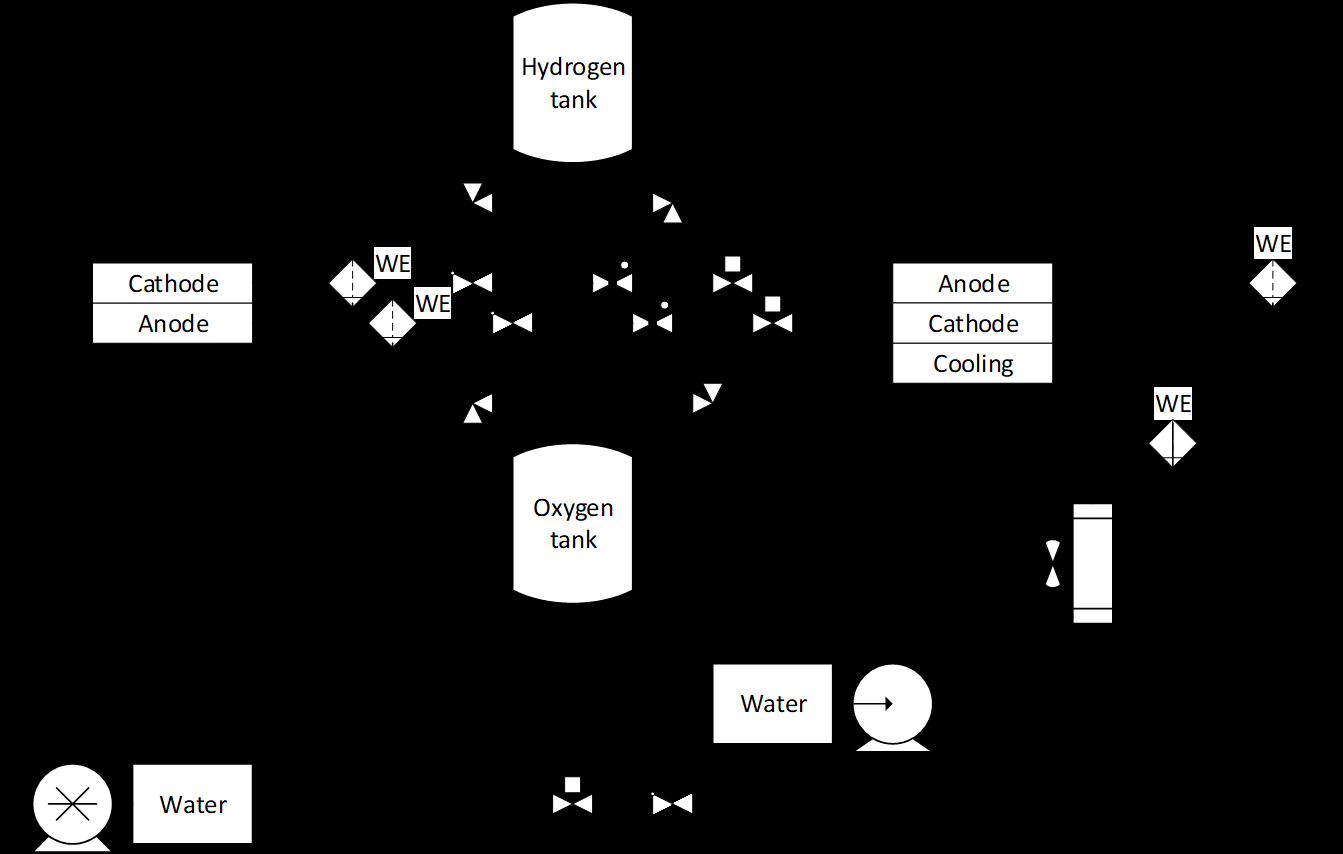 Hydrogen
tank
WE
WE
WE
Cathode
Anode
Anode
Cathode
Cooling
WE
Oxygen
tank
Water
Water